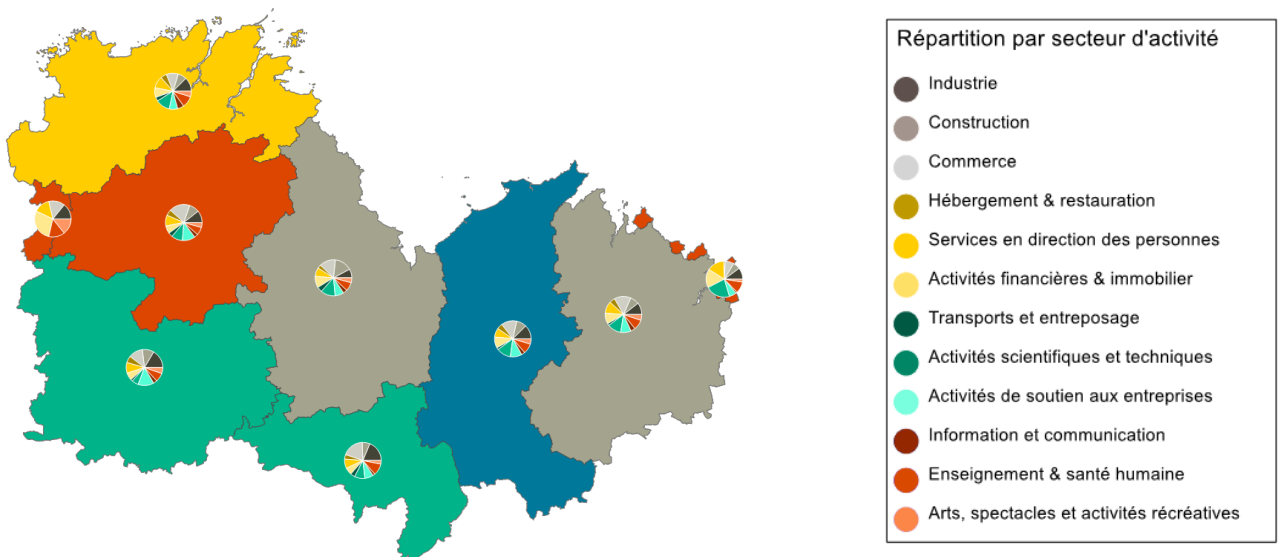 Répartition par secteur d'activité
Industrie
Construction
Commerce
Hébergement & restauration
Services en direction des personnes
Activités financières & immobilier
Transports et entreposage
Activités scientifiques et techniques
Activités de soutien aux entreprises
Information et communication
Enseignement & santé humaine
Arts, spectacles et activités récréatives